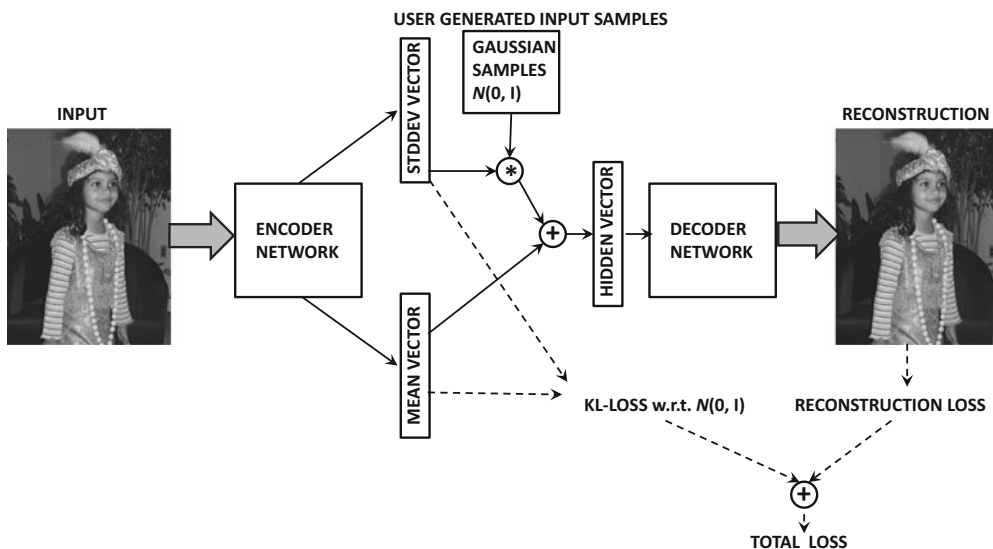 USER GENERATED INPUT SAMPLES
GAUSSIAN
SAMPLES
N(0, I)
INPUT
STDDEV VECTOR
RECONSTRUCTION
*
ENCODER
NETWORK
+
HIDDEN VECTOR
DECODER
NETWORK
MEAN VECTOR
KL-LOSS w.r.t. N(0, I)
RECONSTRUCTION LOSS
+
TOTAL LOSS